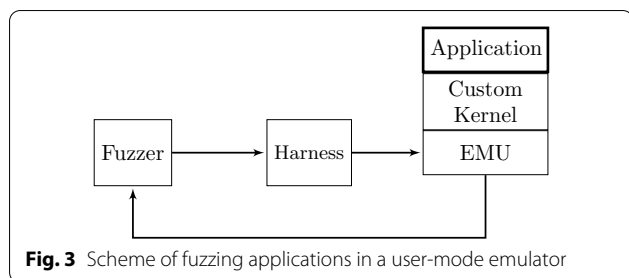 Application
Custom
Kernel
Fuzzer
Harness
EMU
Fig. 3 Scheme of fuzzing applications in a user-mode emulator